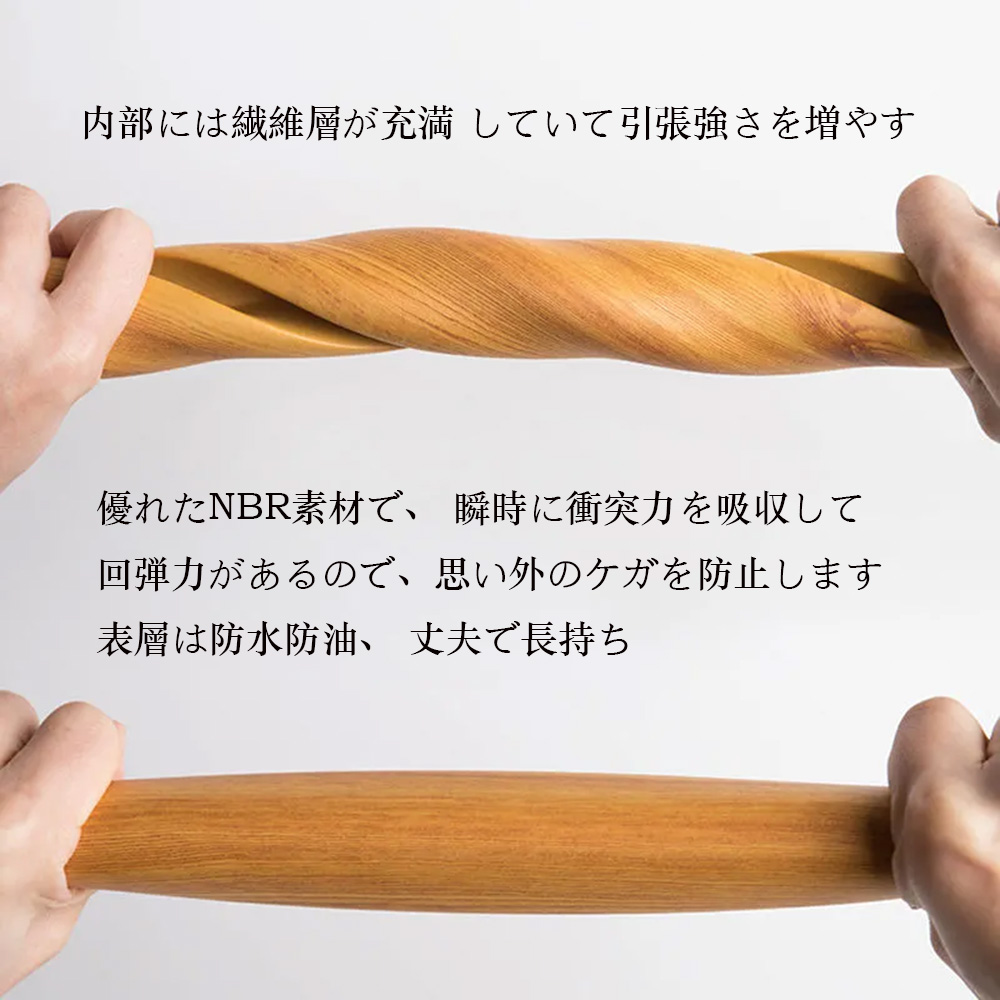 内部には繊維層が充満 していて引張強さを増やす
優れたNBR素材で、 瞬時に衝突力を吸収して
回弾力があるので、思い外のケガを防止します
表層は防水防油、 丈夫で長持ち